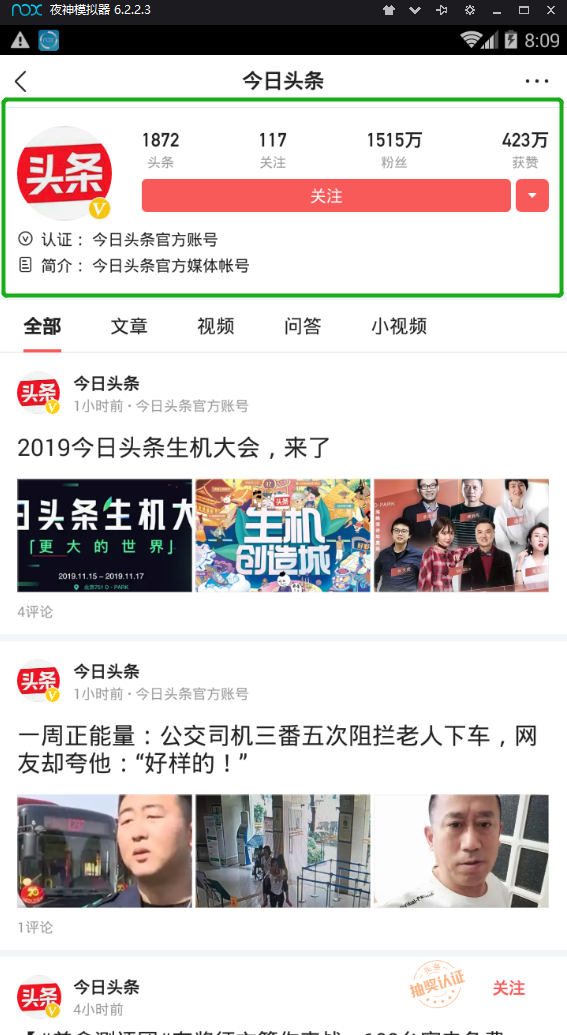 nox 夜神模拟器 6.2.2.3
8:09
今日头条
头条
1872 117 1515万 423万
头条 关注 粉丝 获赞
关注
认证： 今日头条官方账号
简介： 今日头条官方媒体帐号
全部 文章 视频 问答 小视频
头条
今日头条
1小时前·今日头条官方账号
2019今日头条生机大会，来了
日头条生机大
「更大的世界」
2019.11.15－2019.11.17
北京751 D·PARK
头条
生机
创造城
4评论
头条
今日头条
1小时前·今日头条官方账号
一周正能量：公交司机三番五次阻拦老人下车，网
友却夸他：“好样的！”
1评论
头条
今日头条
4小时前
头条
抽奖认证
关注